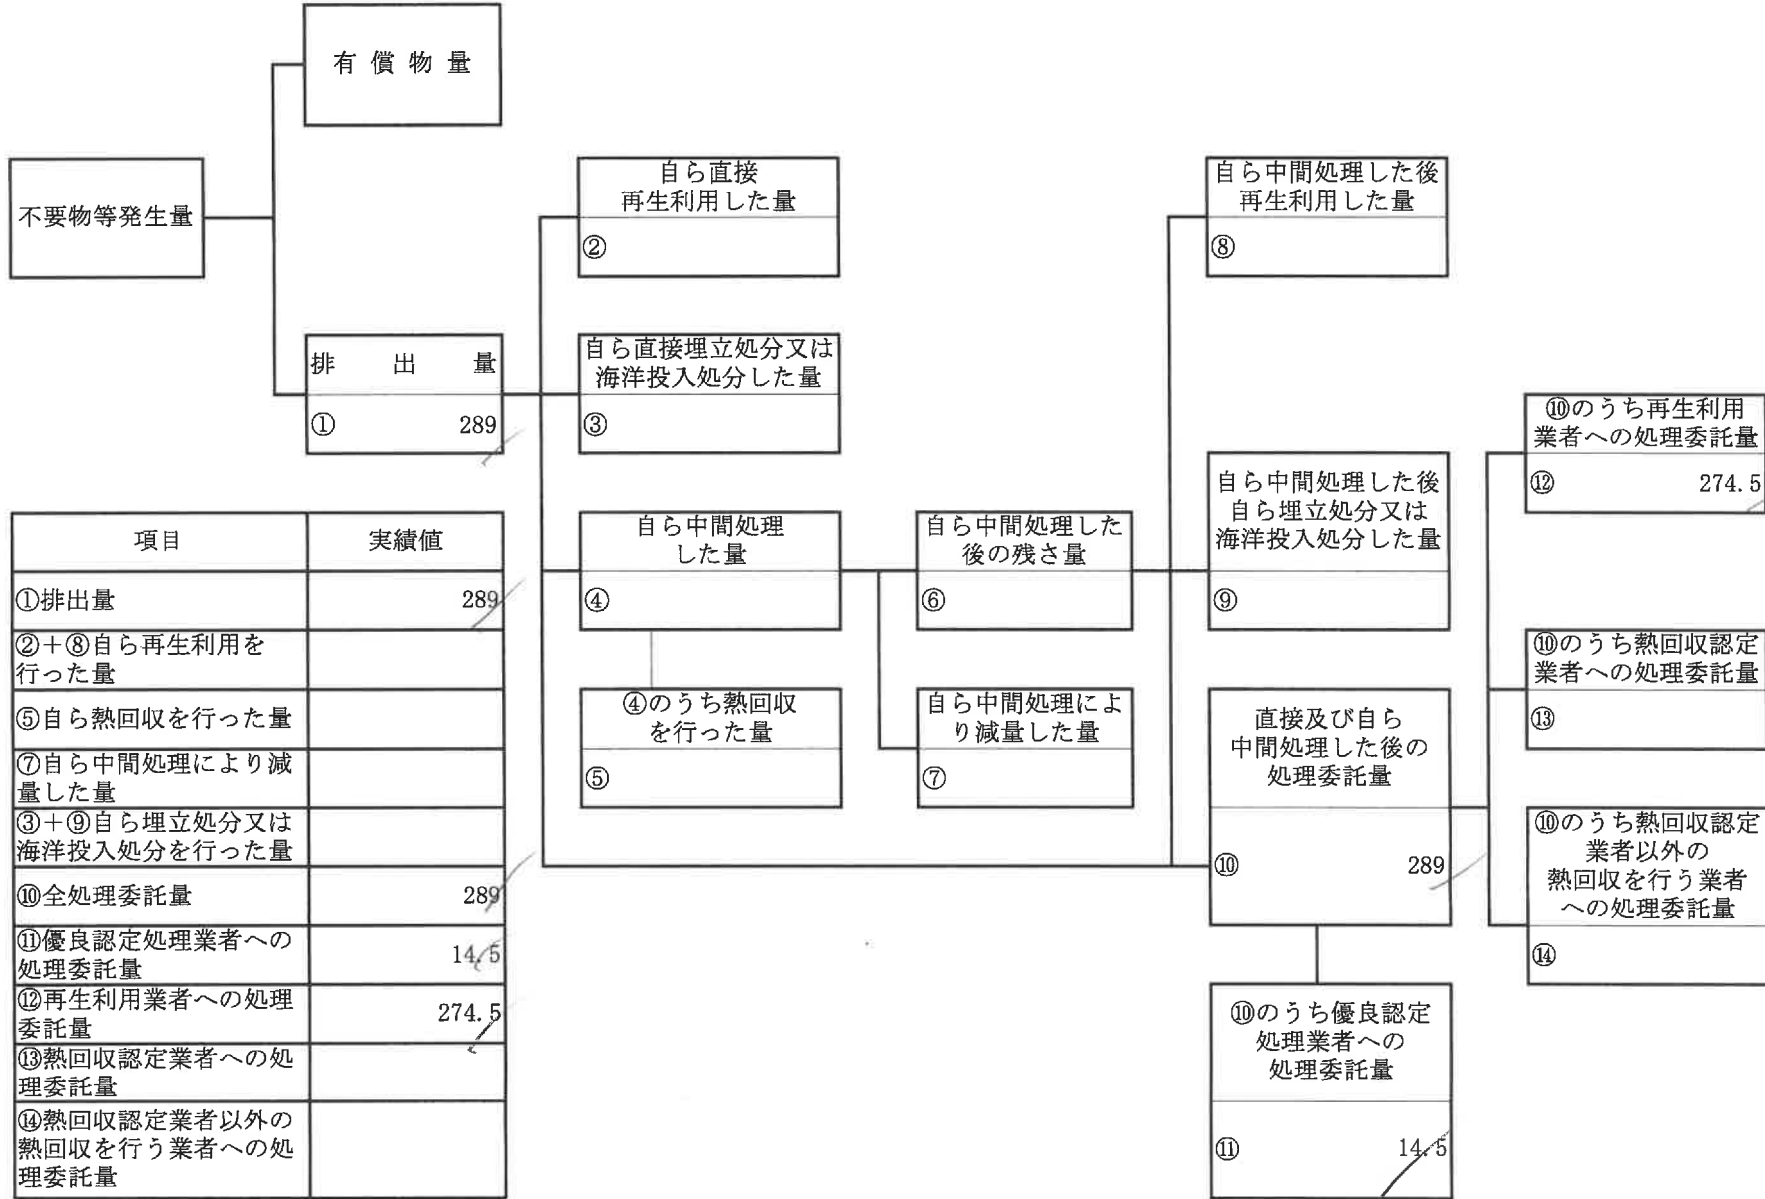 有償物量
不要物等発生量
排出量
① 289
自ら直接
再生利用した量
②
自ら直接埋立処分又は
海洋投入処分した量
③
自ら中間処理
した量
④
④のうち熱回収
を行った量
⑤
自ら中間処理した
後の残さ量
⑥
自ら中間処理によ
り減量した量
⑦
自ら中間処理した後
再生利用した量
⑧
自ら中間処理した後
自ら埋立処分又は
海洋投入処分した量
⑨
直接及び自ら
中間処理した後の
処理委託量
⑩ 289
⑩のうち優良認定
処理業者への
処理委託量
⑪ 14.5
⑩のうち再生利用
業者への処理委託量
⑫ 274.5
⑩のうち熱回収認定
業者への処理委託量
⑬
⑩のうち熱回収認定
業者以外の
熱回収を行う業者
への処理委託量
⑭
項目 実績値
①排出量 289
②+⑧自ら再生利用を
行った量
⑤自ら熱回収を行った量
⑦自ら中間処理により減
量した量
③+⑨自ら埋立処分又は
海洋投入処分を行った量
⑩全処理委託量 289
⑪優良認定処理業者への
処理委託量 14.5
⑫再生利用業者への処理
委託量 274.5
⑬熱回収認定業者への処
理委託量
⑭熱回収認定業者以外の
熱回収を行う業者への処
理委託量